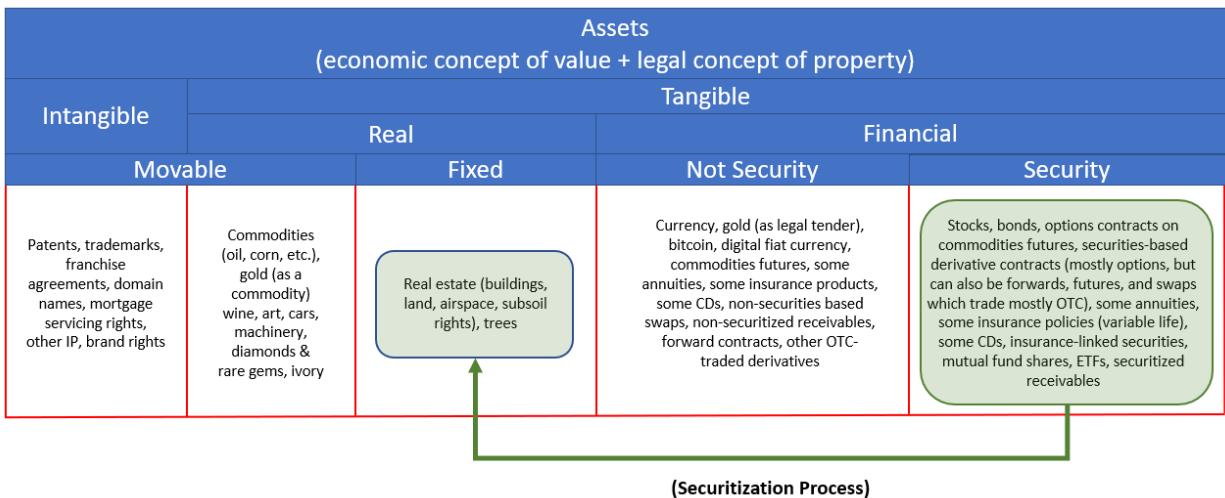 Assets
(economic concept of value + legal concept of property)
Intangible
Tangible
Real
Financial
Movable
Fixed
Not Security
Security
Patents, trademarks,
franchise
agreements, domain
names, mortgage
servicing rights,
other IP, brand rights
Commodities
(oil, corn, etc.),
gold (as a
commodity)
wine, art, cars,
machinery,
diamonds &
rare gems, ivory
Real estate (buildings,
land, airspace, subsoil
rights), trees
Currency, gold (as legal tender),
bitcoin, digital fiat currency,
commodities futures, some
annuities, some insurance products,
some CDs, non-securities based
swaps, non-securitized receivables,
forward contracts, other OTC-
traded derivatives
Stocks, bonds, options contracts on
commodities futures, securities-based
derivative contracts (mostly options, but
can also be forwards, futures, and swaps
which trade mostly OTC), some annuities,
some insurance policies (variable life),
some CDs, insurance-linked securities,
mutual fund shares, ETFs, securitized
receivables
(Securitization Process)